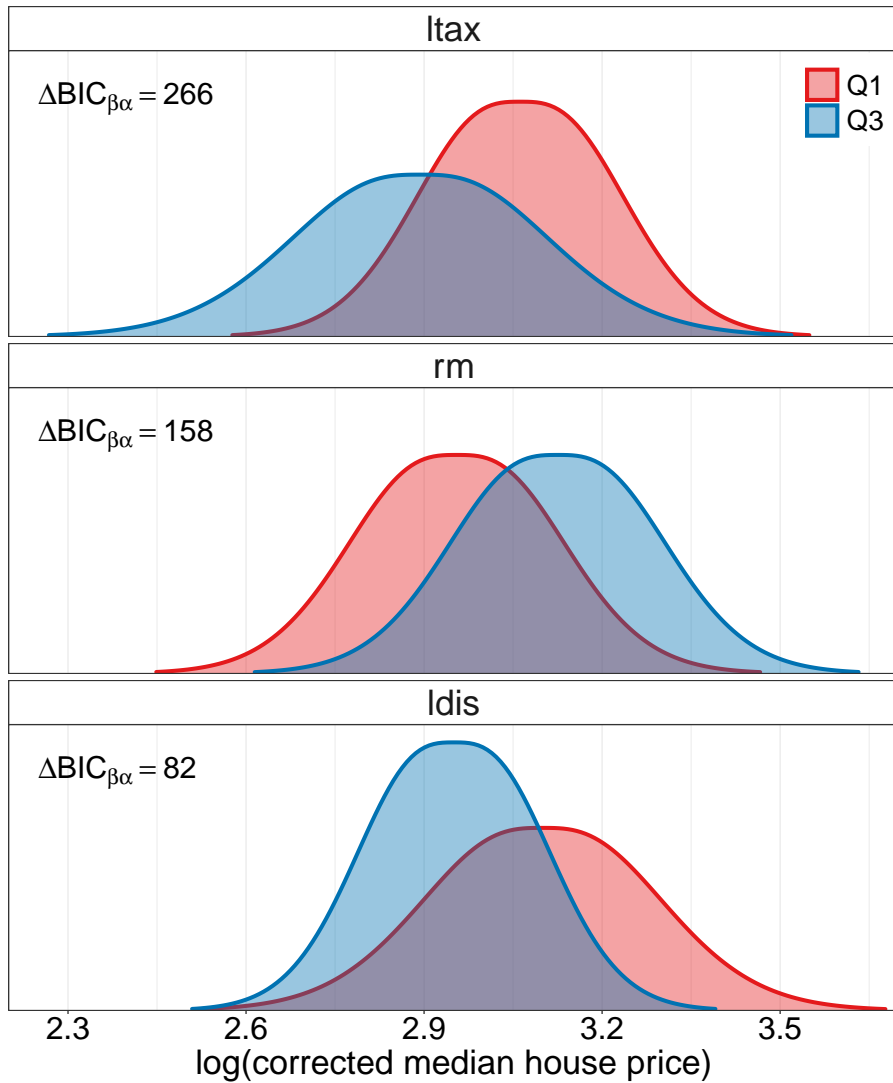 ltax
ΔBICβα = 266
Q1
Q3
rm
ΔBICβα = 158
ldis
ΔBICβα = 82
2.3 2.6 2.9 3.2 3.5
log(corrected median house price)